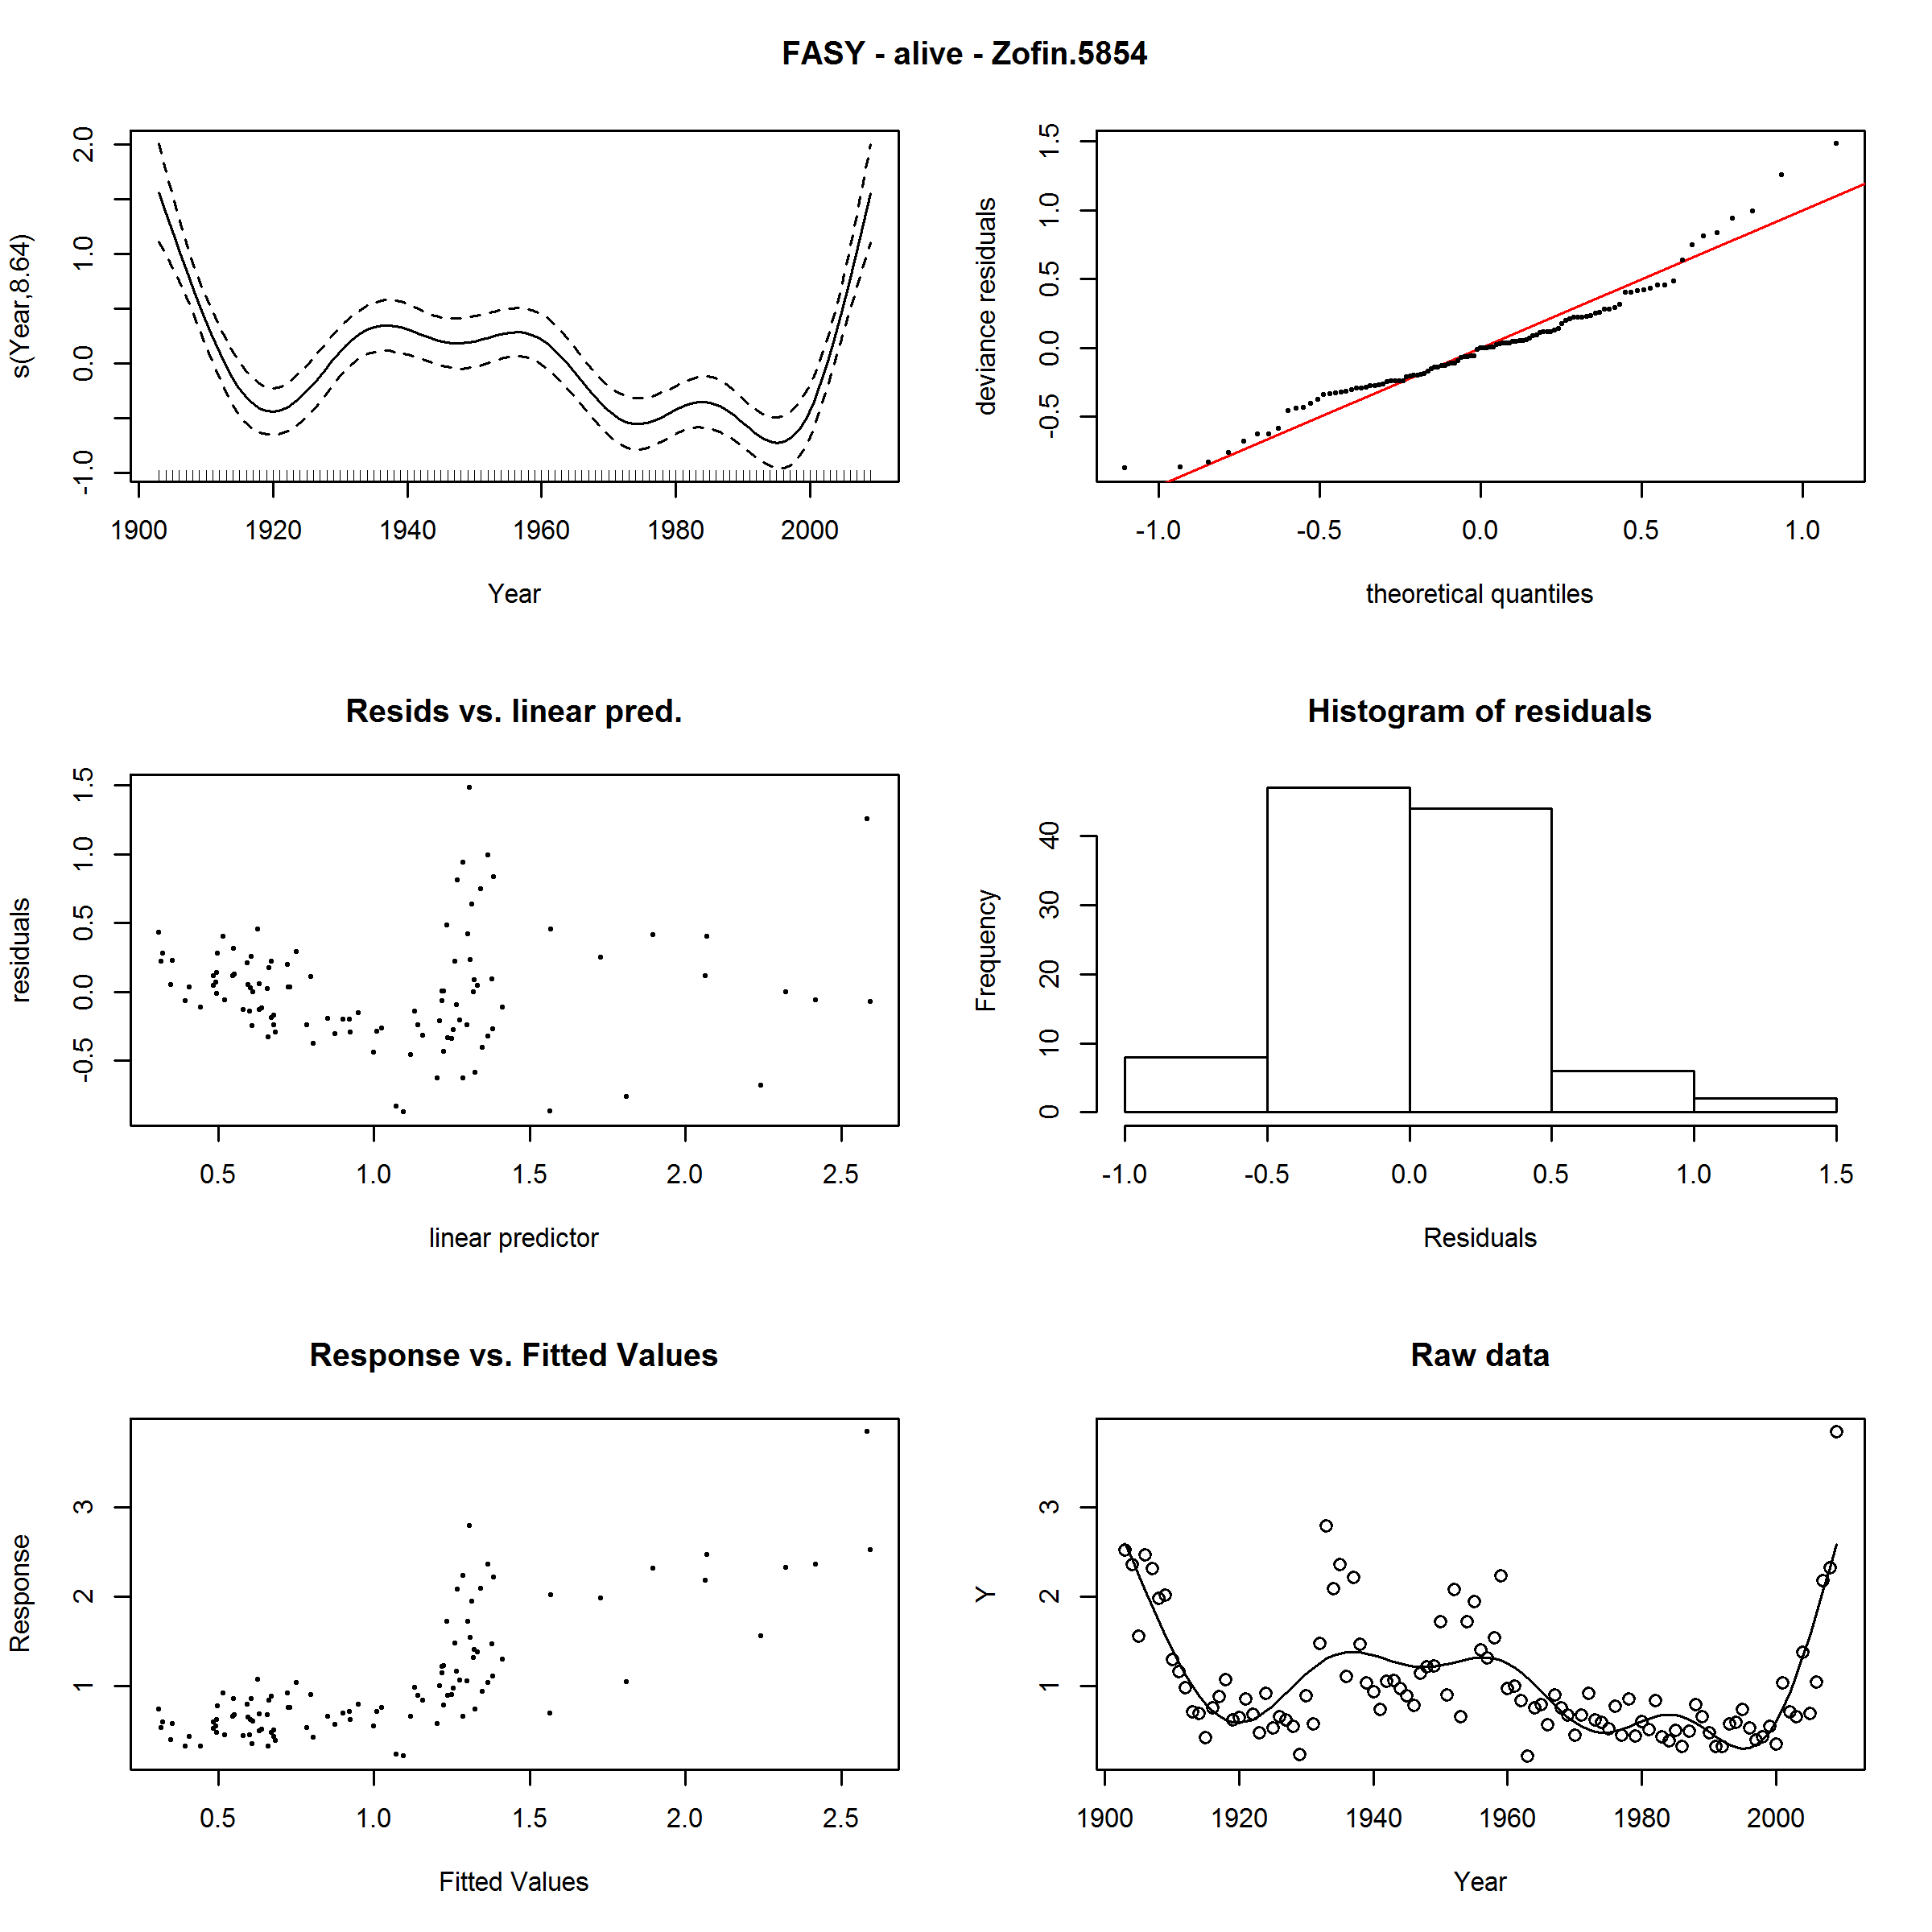 FASY - alive - Zofin.5854
s(Year,8.64)
-1.0 0.0 1.0 2.0
1900 1920 1940 1960 1980 2000
Year
deviance residuals
-0.5 0.0 0.5 1.0 1.5
-1.0 -0.5 0.0 0.5 1.0
theoretical quantiles
Resids vs. linear pred.
residuals
-0.5 0.0 0.5 1.0 1.5
0.5 1.0 1.5 2.0 2.5
linear predictor
Histogram of residuals
Frequency
0 10 20 30 40
-1.0 -0.5 0.0 0.5 1.0 1.5
Residuals
Response vs. Fitted Values
Response
1 2 3
0.5 1.0 1.5 2.0 2.5
Fitted Values
Raw data
Y
1 2 3
1900 1920 1940 1960 1980 2000
Year